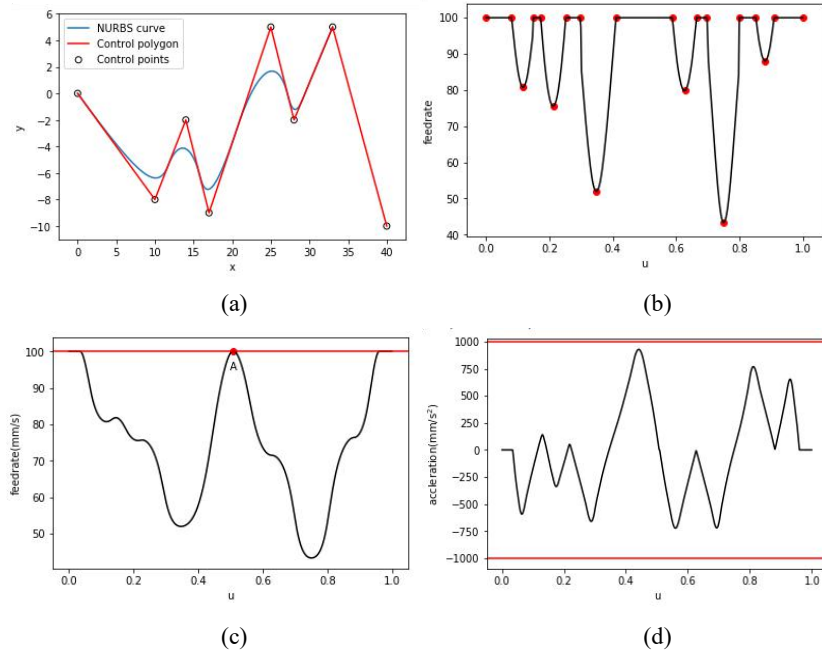 NURBS curve
Control polygon
Control points
6
4
2
0
−2
−4
−6
−8
−10
y
0 5 10 15 20 25 30 35 40
x
(a)
100
90
80
70
60
50
40
feedrate
0.0 0.2 0.4 0.6 0.8 1.0
u
(b)
100
90
80
70
60
50
feedrate(mm/s)
A
0.0 0.2 0.4 0.6 0.8 1.0
u
(c)
1000
750
500
250
0
−250
−500
−750
−1000
accleration(mm/s²)
0.0 0.2 0.4 0.6 0.8 1.0
u
(d)